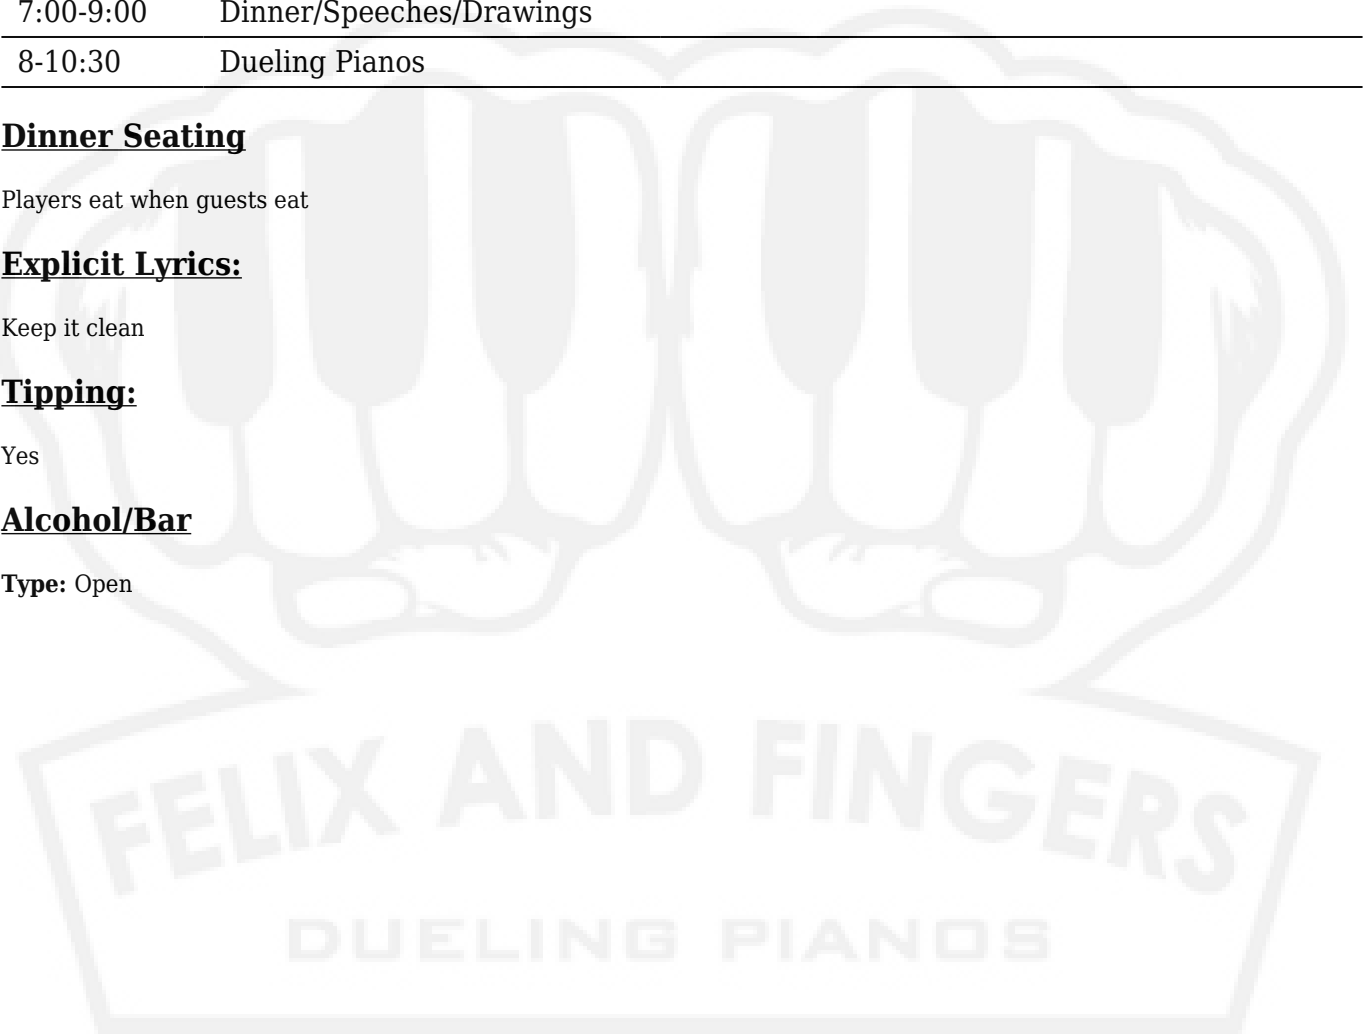 7:00-9:00 Dinner/Speeches/Drawings
8-10:30 Dueling Pianos
Dinner Seating
Players eat when guests eat
Explicit Lyrics:
Keep it clean
Tipping:
Yes
Alcohol/Bar
Type: Open
FELIX AND FINGERS
DUELING PIANOS